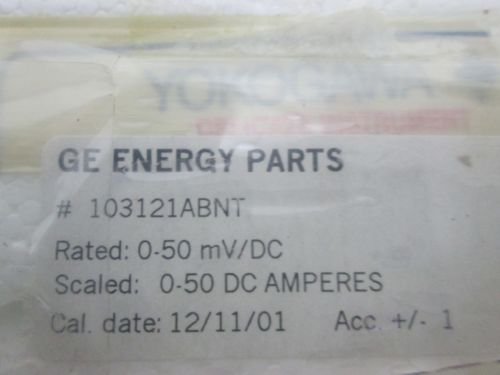 YOKOGAWA
GE ENERGY PARTS
# 103121ABNT
Rated: 0-50 mV/DC
Scaled: 0-50 DC AMPERES
Cal. date: 12/11/01 Acc. +/- 1